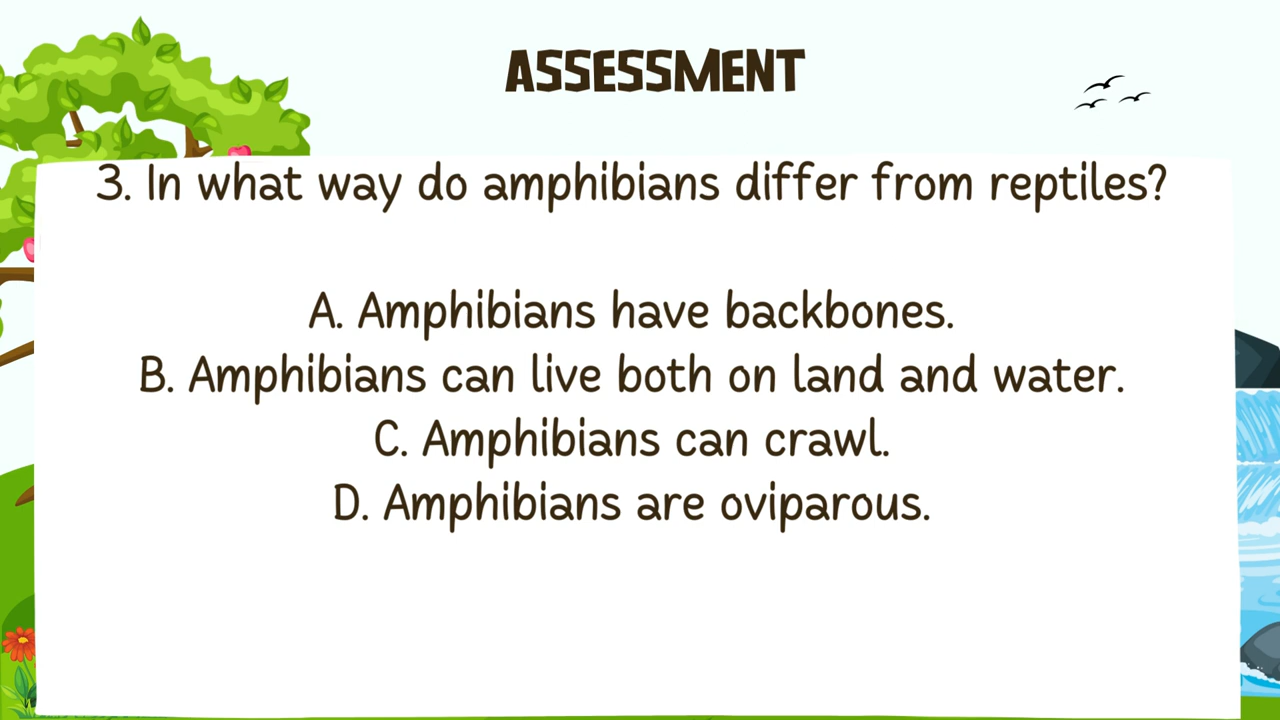 ASSESSMENT
3. In what way do amphibians differ from reptiles?
A. Amphibians have backbones.
B. Amphibians can live both on land and water.
C. Amphibians can crawl.
D. Amphibians are oviparous.